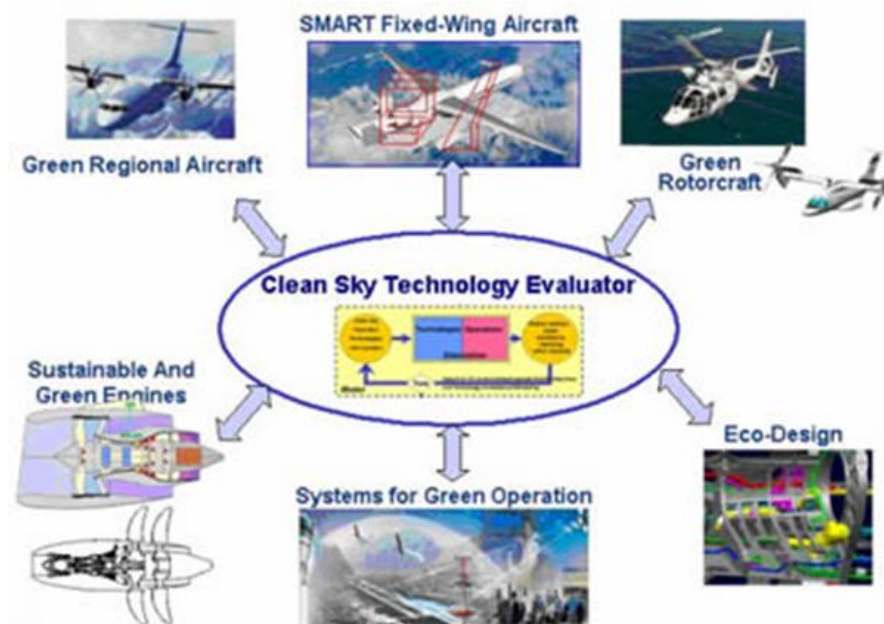 SMART Fixed-Wing Aircraft
Green Regional Aircraft
Green
Rotorcraft
Clean Sky Technology Evaluator
Technologies
Operations
Sustainable And
Green Engines
Eco-Design
Systems for Green Operation